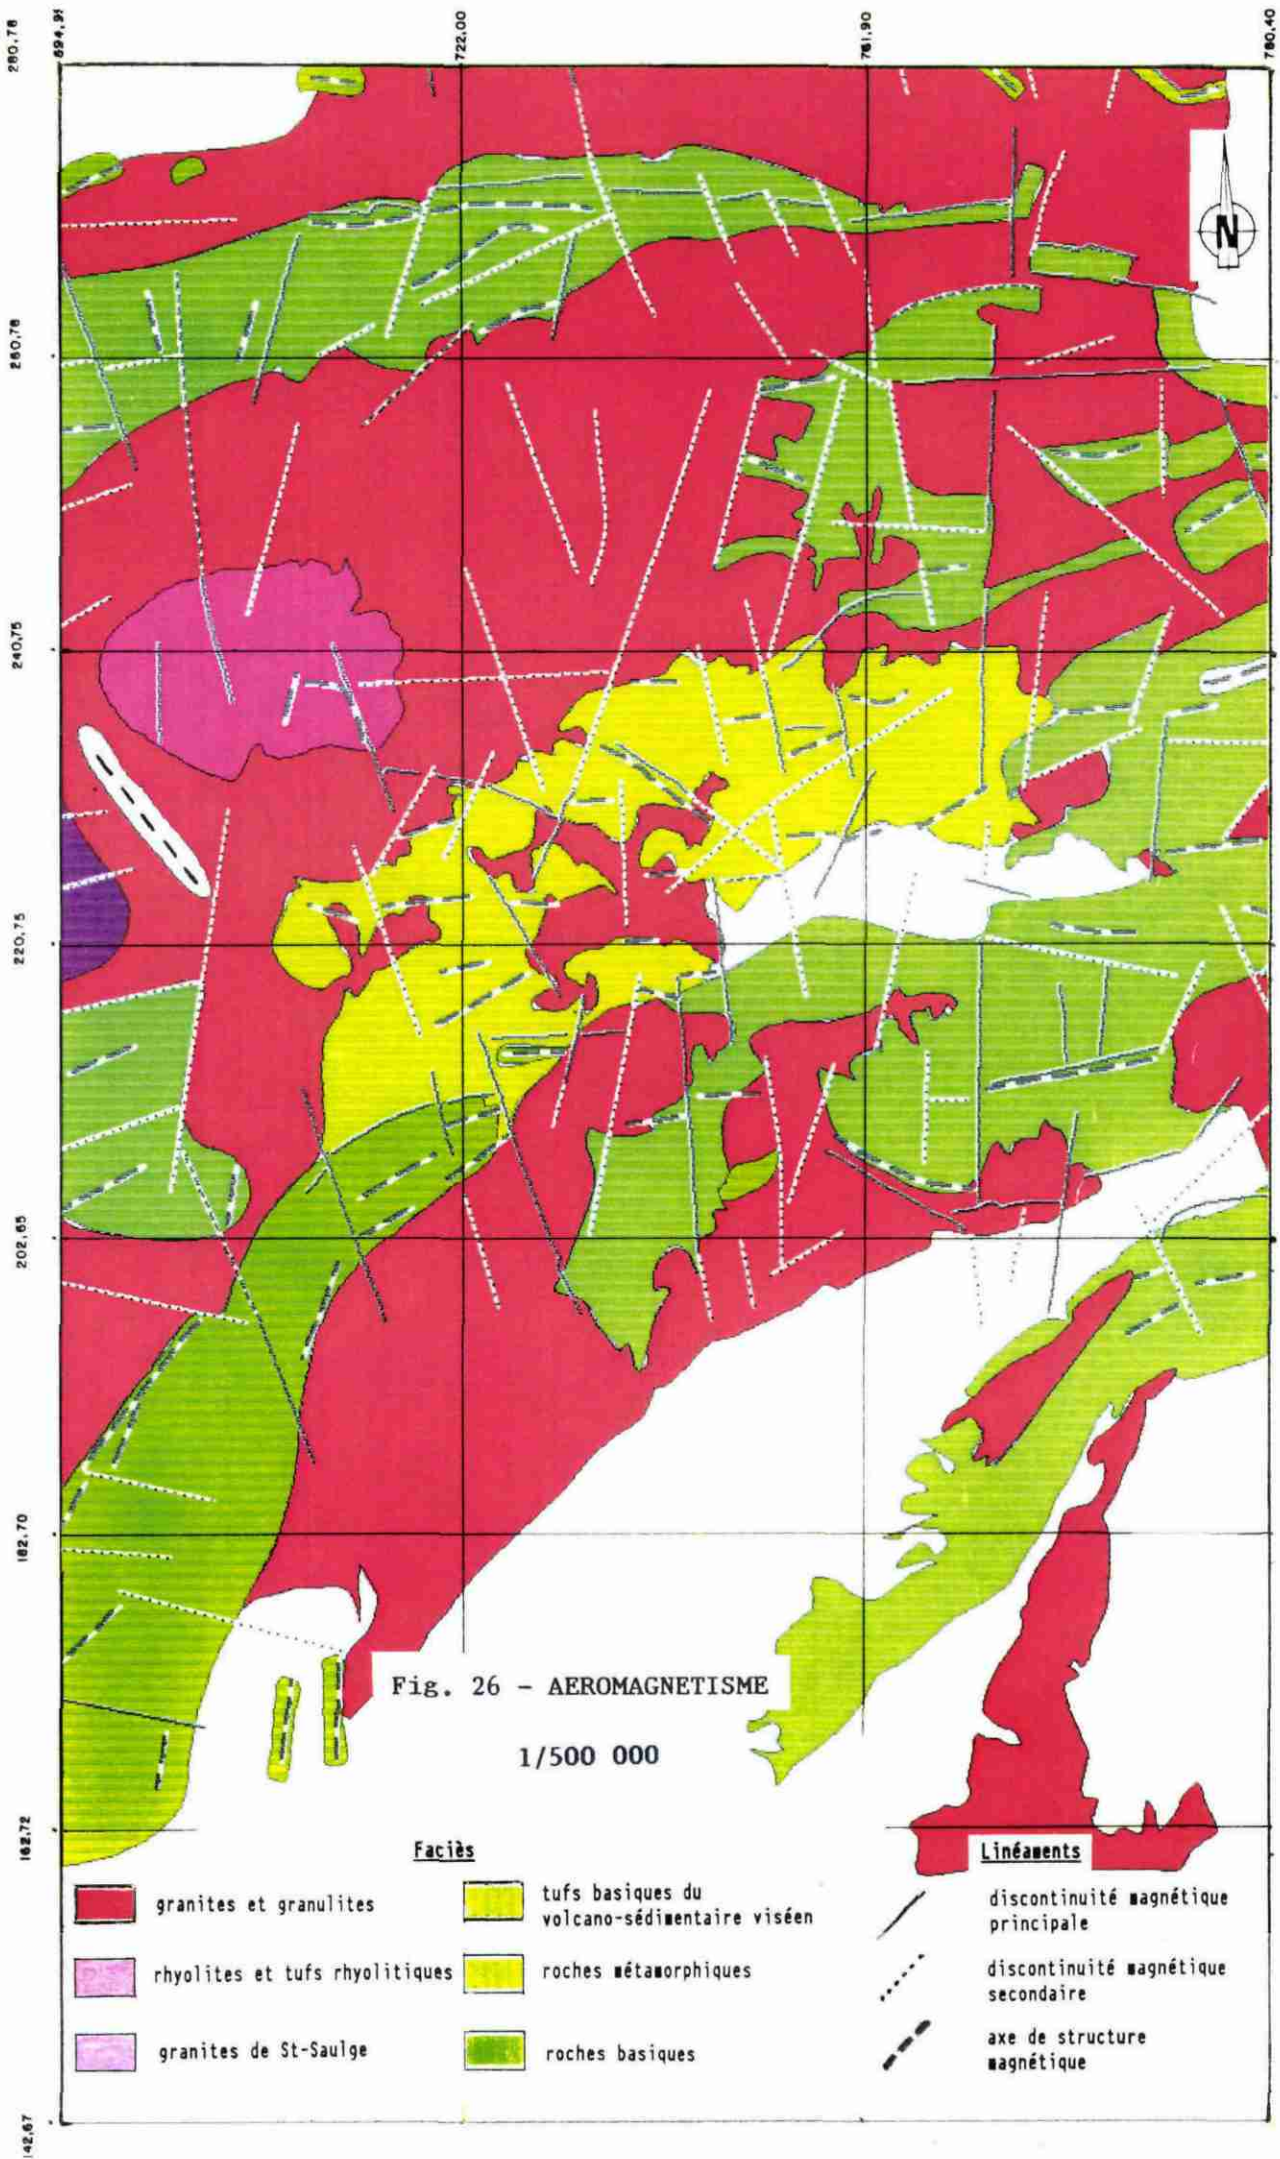 694,95
722,00
761,90
780,40
280,78
260,78
240,75
220,75
202,65
182,70
162,72
142,67
N
Fig. 26 - AEROMAGNETISME
1/500 000
Faciès
granites et granulites
rhyolites et tufs rhyolitiques
granites de St-Saulge
tufs basiques du
volcano-sédimentaire viséen
roches métamorphiques
roches basiques
Linéaments
discontinuité magnétique
principale
discontinuité magnétique
secondaire
axe de structure
magnétique